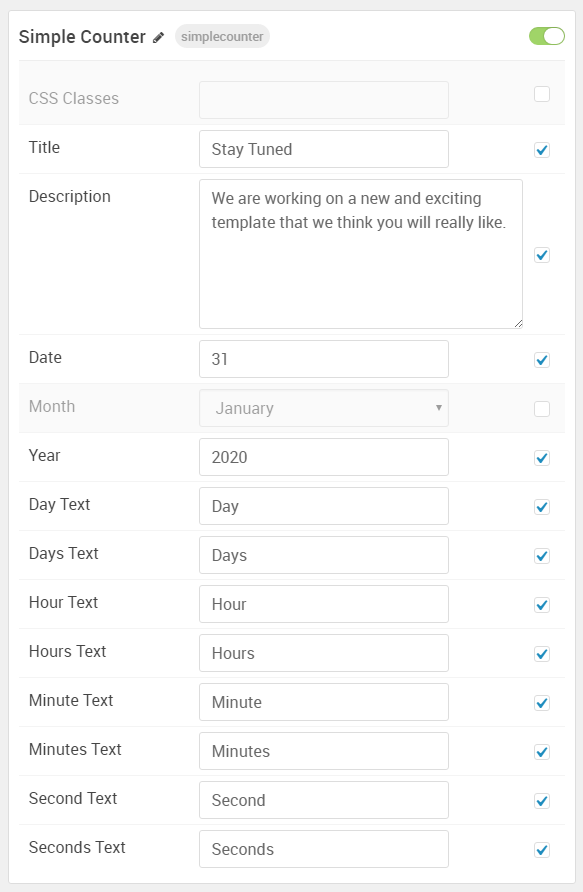 Simple Counter simplecounter
CSS Classes
Title Stay Tuned
Description We are working on a new and exciting
template that we think you will really like.
Date 31
Month January
Year 2020
Day Text Day
Days Text Days
Hour Text Hour
Hours Text Hours
Minute Text Minute
Minutes Text Minutes
Second Text Second
Seconds Text Seconds